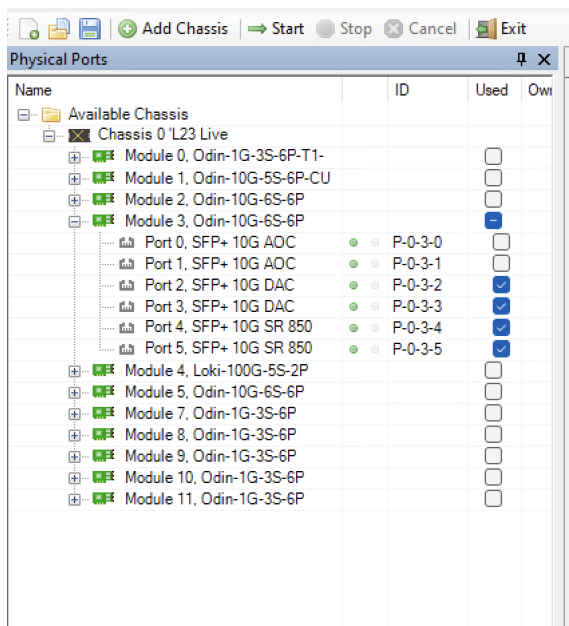 Add Chassis Start Stop Cancel Exit
Physical Ports
Name ID Used Own
Available Chassis
Chassis 0 'L23 Live
Module 0, Odin-1G-3S-6P-T1-
Module 1, Odin-10G-5S-6P-CU
Module 2, Odin-10G-6S-6P
Module 3, Odin-10G-6S-6P
Port 0, SFP+ 10G AOC P-0-3-0
Port 1, SFP+ 10G AOC P-0-3-1
Port 2, SFP+ 10G DAC P-0-3-2
Port 3, SFP+ 10G DAC P-0-3-3
Port 4, SFP+ 10G SR 850 P-0-3-4
Port 5, SFP+ 10G SR 850 P-0-3-5
Module 4, Loki-100G-5S-2P
Module 5, Odin-10G-6S-6P
Module 7, Odin-1G-3S-6P
Module 8, Odin-1G-3S-6P
Module 9, Odin-1G-3S-6P
Module 10, Odin-1G-3S-6P
Module 11, Odin-1G-3S-6P